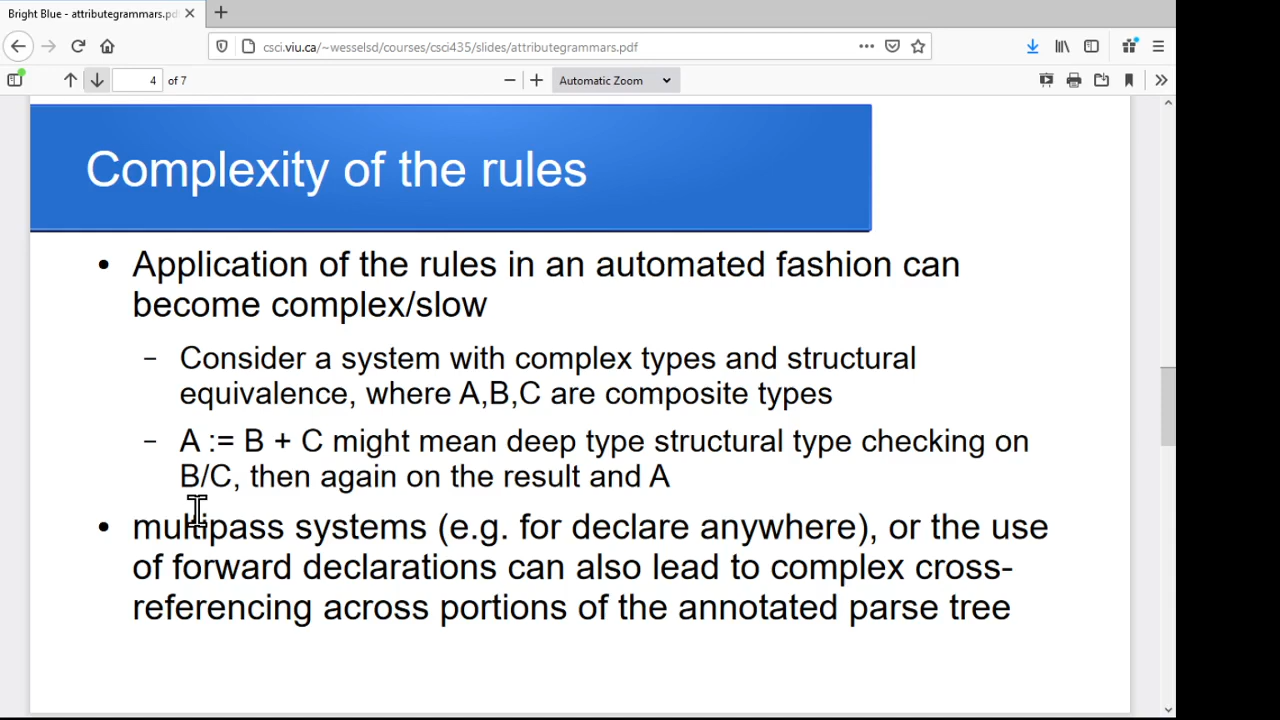 Bright Blue - attributegrammars.pd
csci.viu.ca/~wesselsd/courses/csci435/slides/attributegrammars.pdf
4 of 7
Automatic Zoom
Complexity of the rules
• Application of the rules in an automated fashion can
become complex/slow
– Consider a system with complex types and structural
equivalence, where A,B,C are composite types
– A := B + C might mean deep type structural type checking on
B/C, then again on the result and A
• multipass systems (e.g. for declare anywhere), or the use
of forward declarations can also lead to complex cross-
referencing across portions of the annotated parse tree